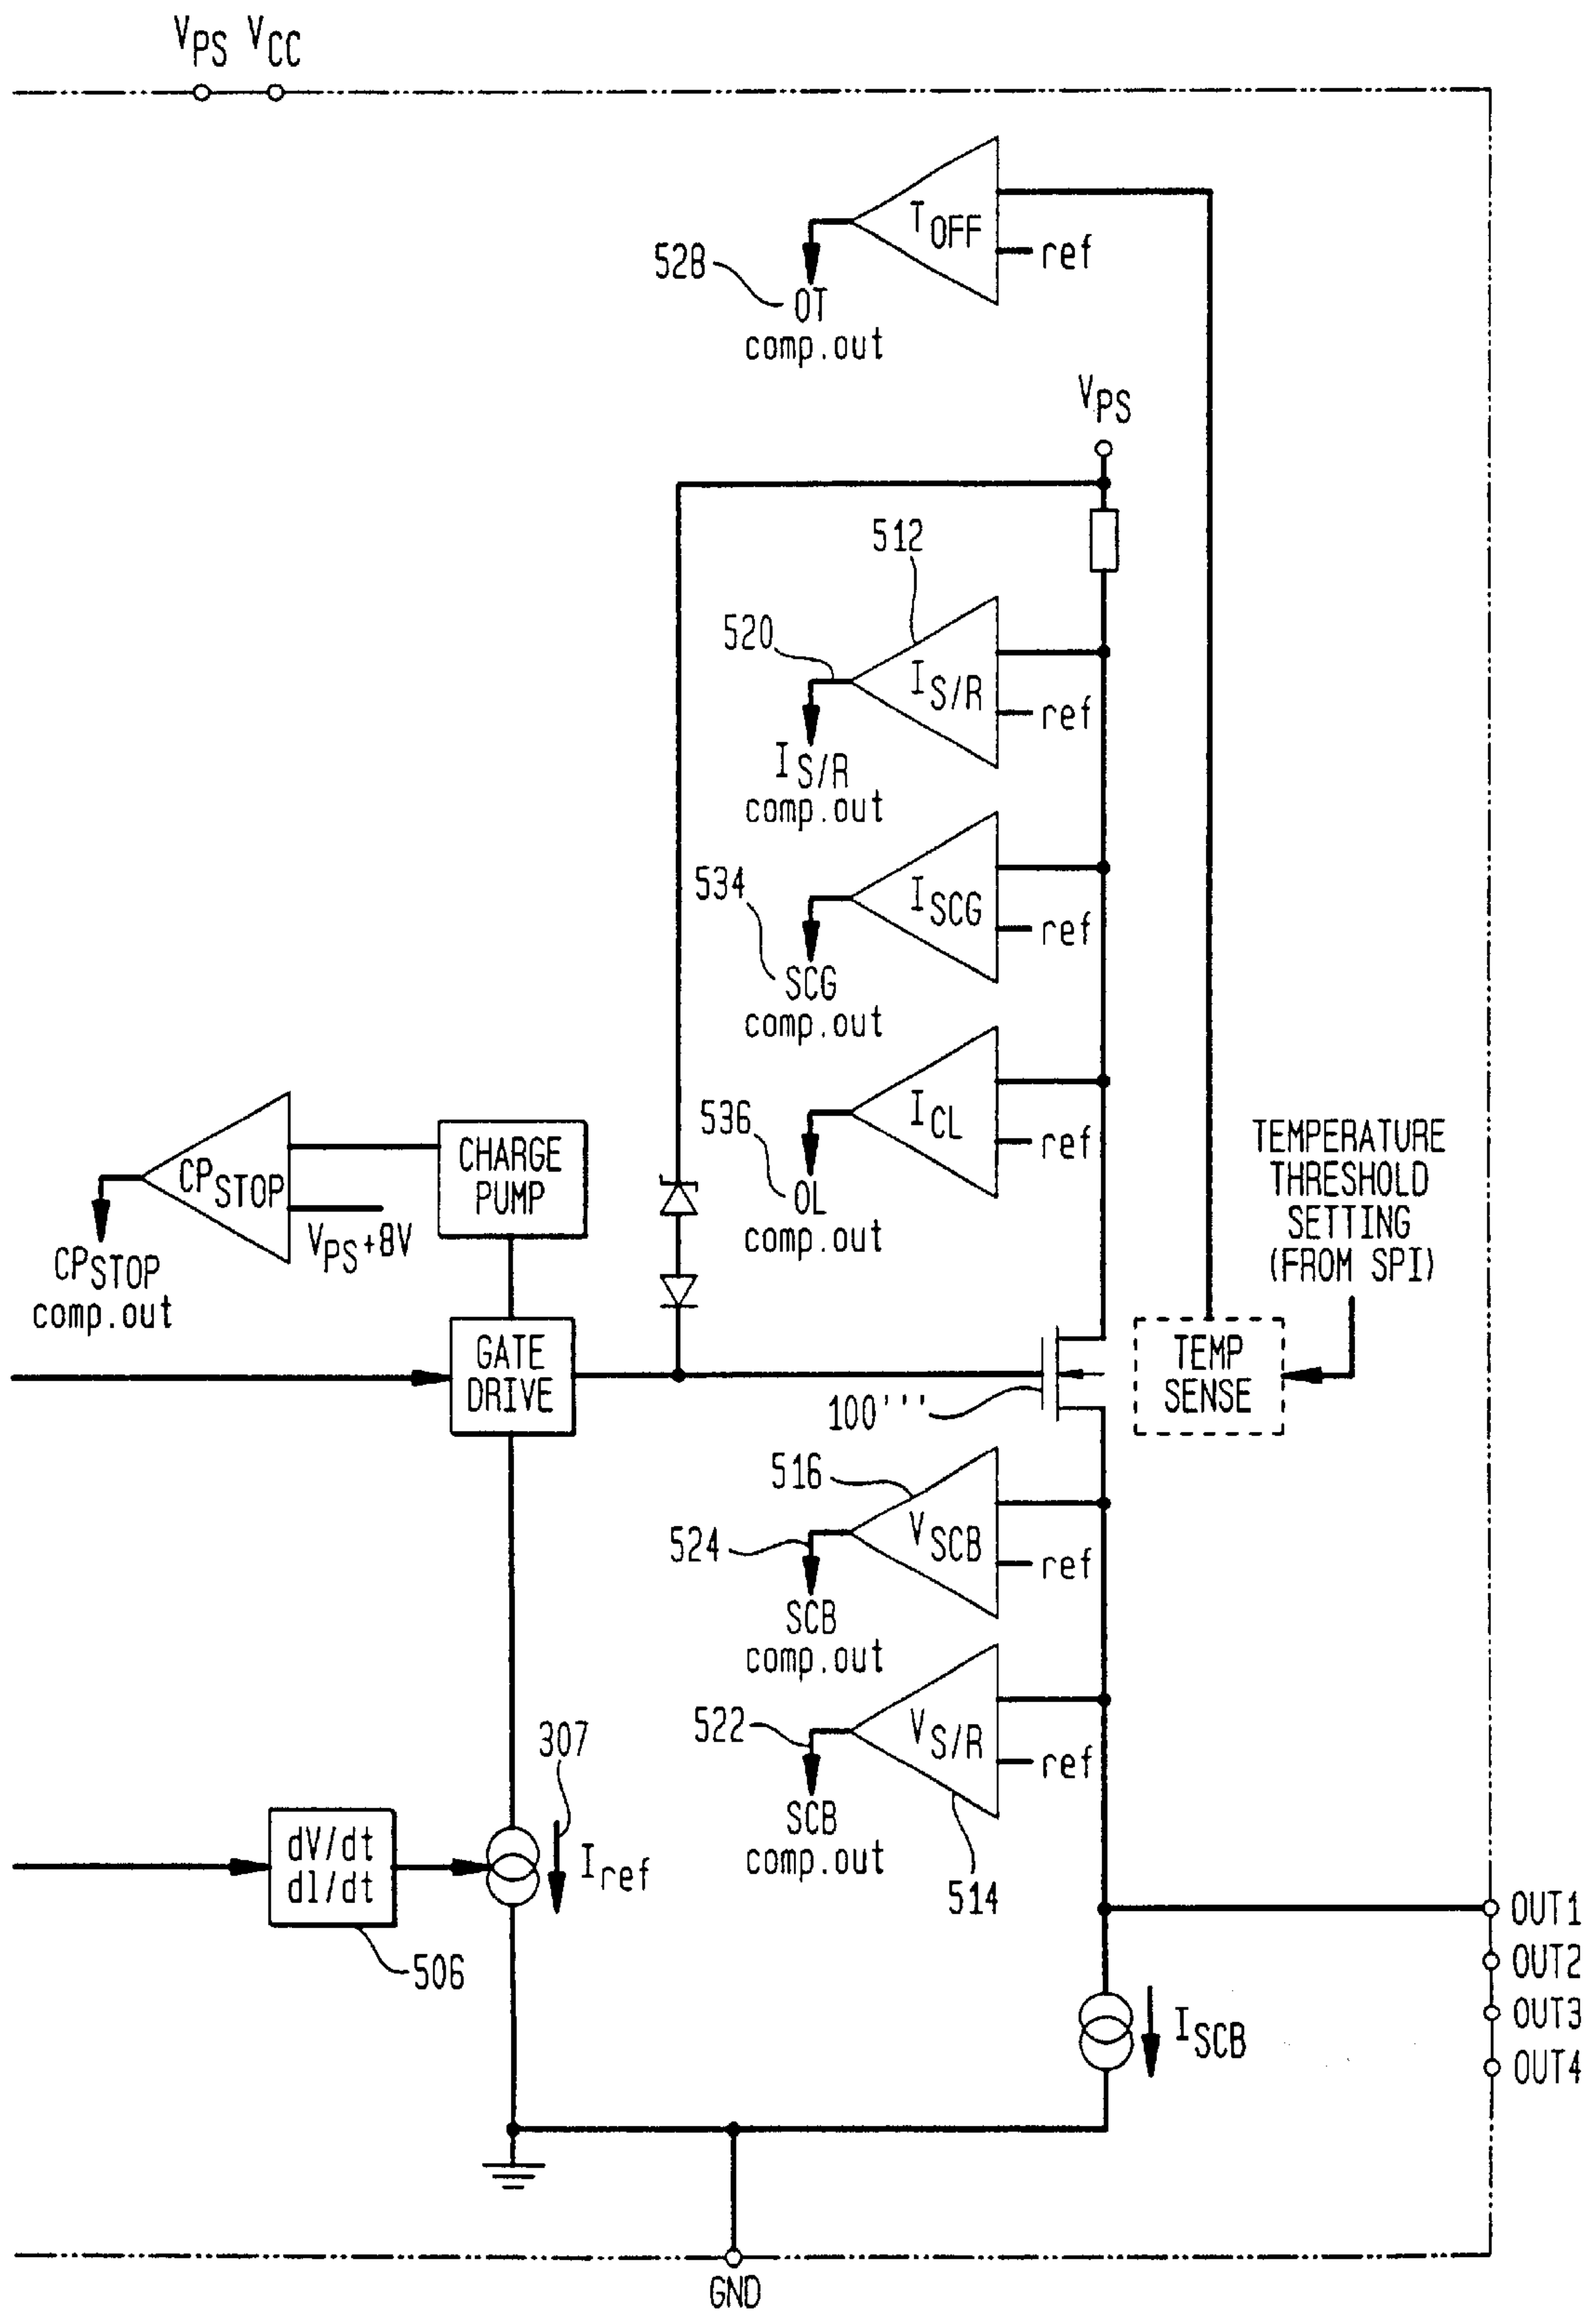 VPS VCC
TOFF
ref
528
OT
comp.out
VPS
512
520
IS/R
ref
IS/R
comp.out
534
ISCG
ref
SCG
comp.out
536
ICL
ref
OL
comp.out
CPSTOP
VPS+8V
CPSTOP
comp.out
CHARGE
PUMP
TEMPERATURE
THRESHOLD
SETTING
(FROM SPI)
GATE
DRIVE
100'''
TEMP
SENSE
516
524
VSCB
ref
SCB
comp.out
522
VS/R
ref
SCB
comp.out
514
307
Iref
dV/dt
dl/dt
506
OUT1
OUT2
OUT3
OUT4
ISCB
GND